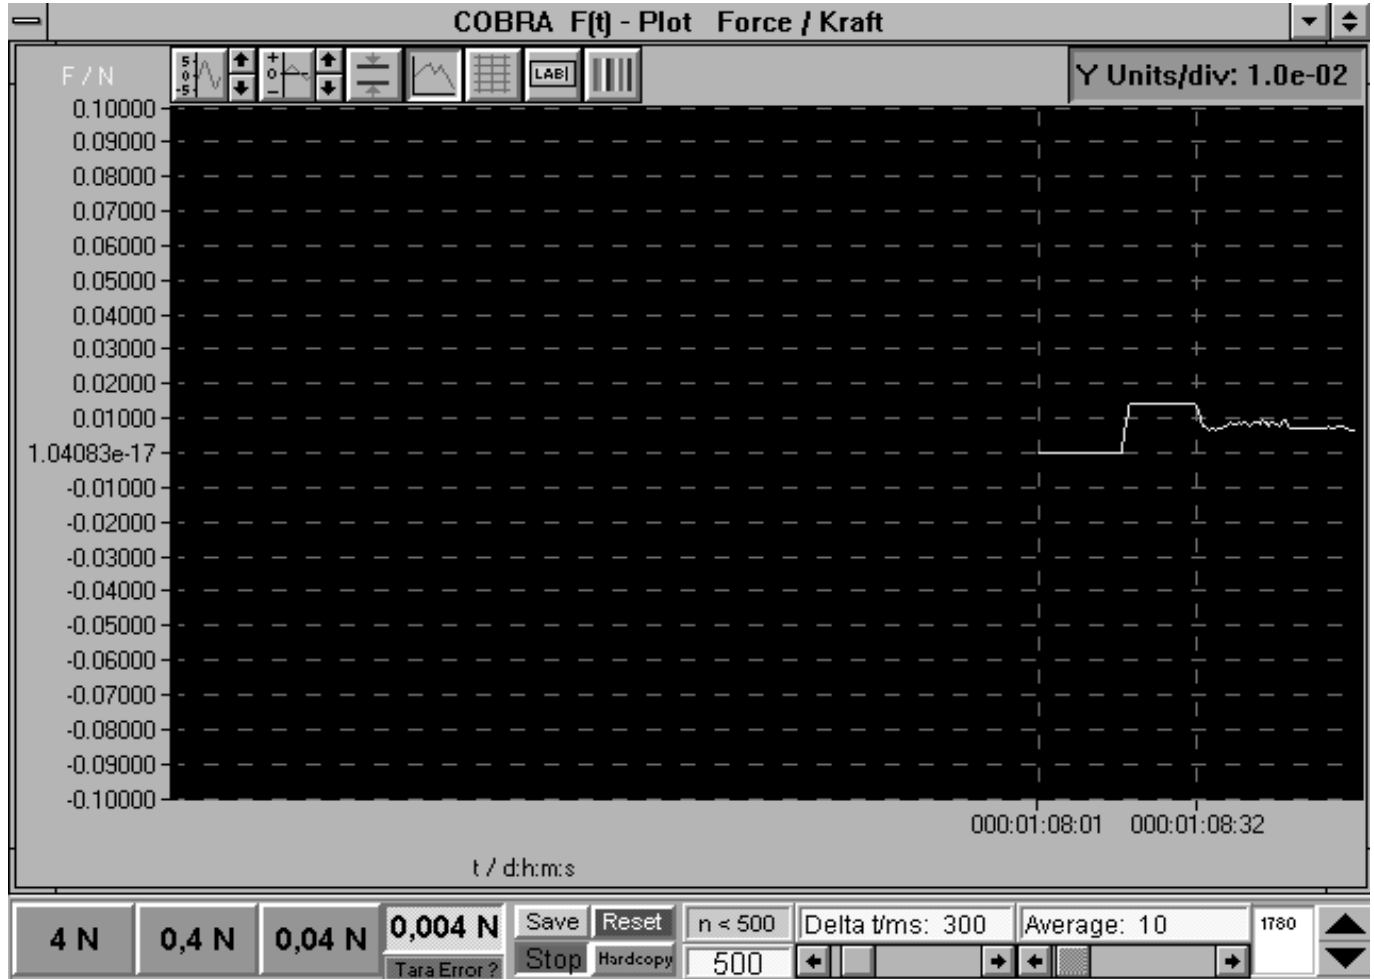 COBRA F(t) - Plot Force / Kraft
F / N
5
0
-5
+
0
–
LAB|
Y Units/div: 1.0e-02
0.10000
0.09000
0.08000
0.07000
0.06000
0.05000
0.04000
0.03000
0.02000
0.01000
1.04083e-17
-0.01000
-0.02000
-0.03000
-0.04000
-0.05000
-0.06000
-0.07000
-0.08000
-0.09000
-0.10000
000:01:08:01 000:01:08:32
t / d:h:m:s
4 N
0,4 N
0,04 N
0,004 N
Tara Error ?
Save Reset
Stop Hardcopy
n < 500
500
Delta t/ms: 300
Average: 10
1780